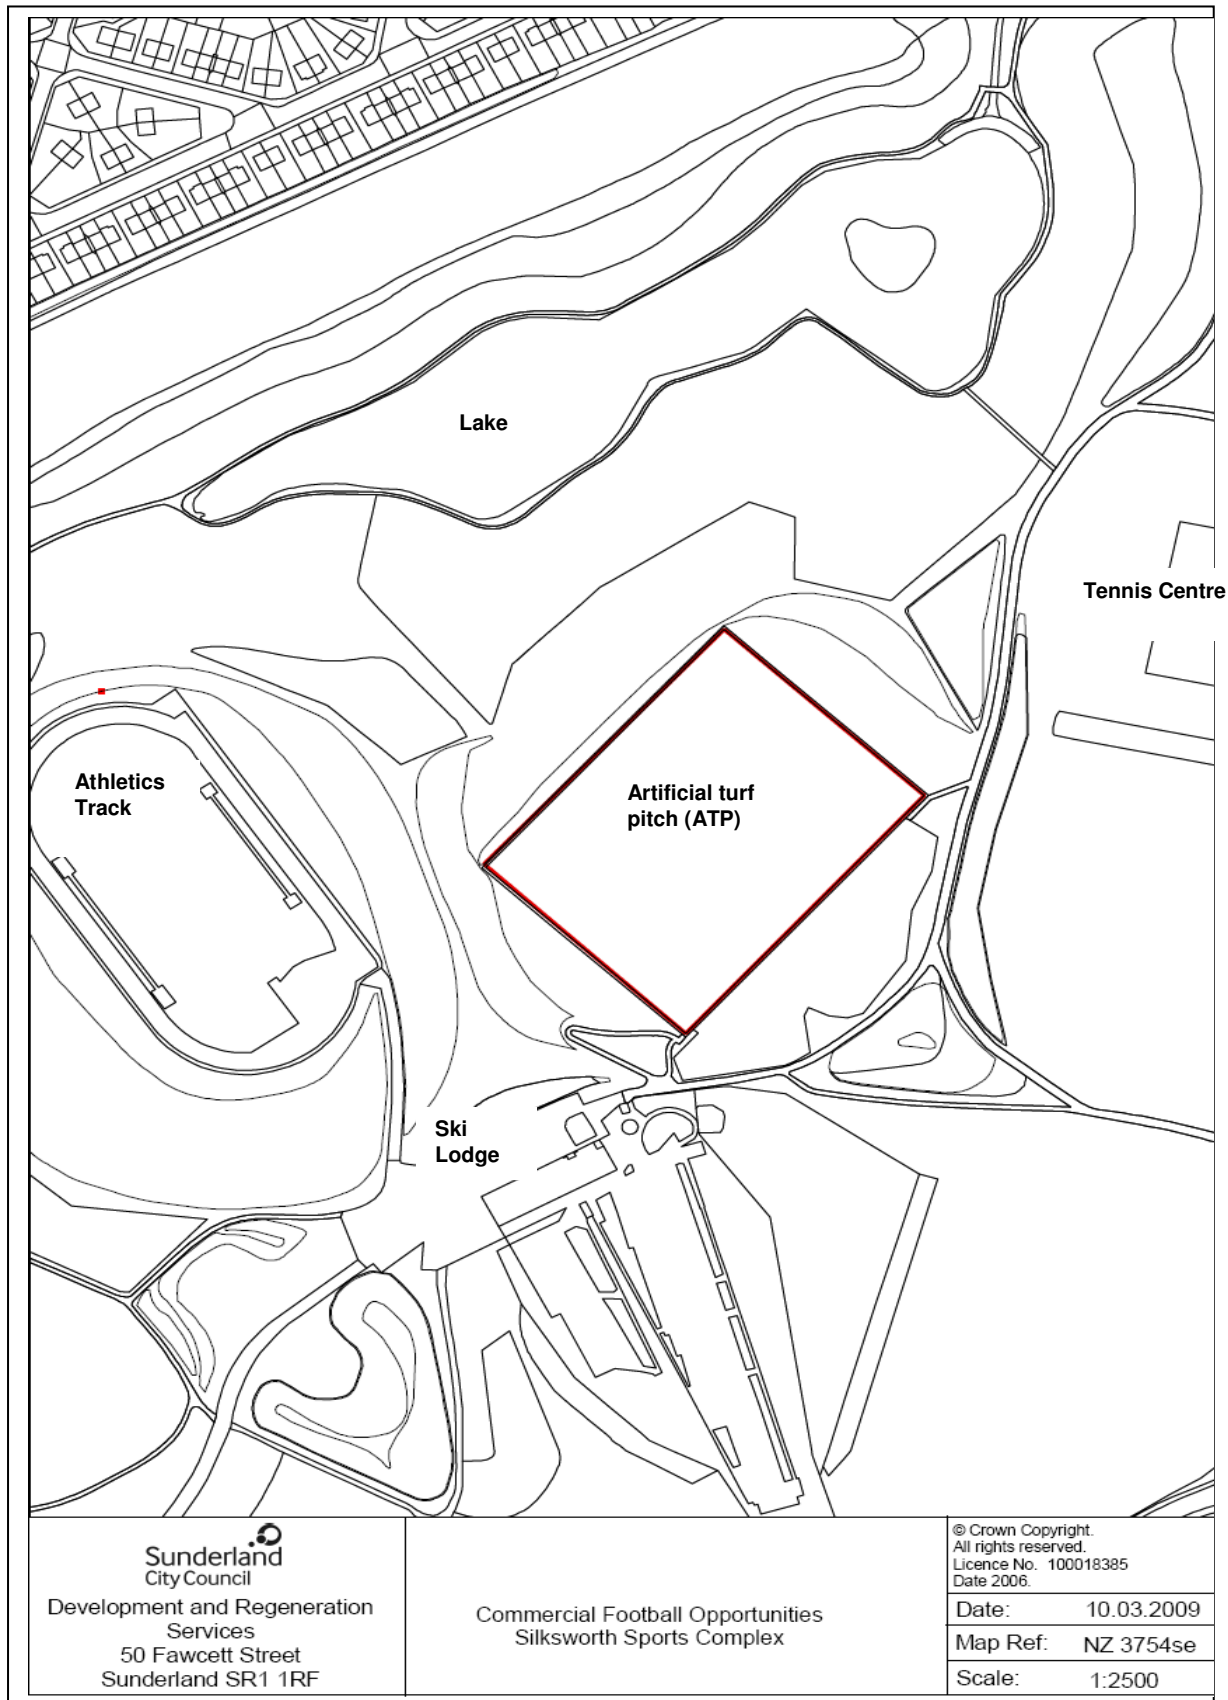 Lake
Tennis Centre
Athletics
Track
Artificial turf
pitch (ATP)
Ski
Lodge
Sunderland
City Council
Development and Regeneration
Services
50 Fawcett Street
Sunderland SR1 1RF
Commercial Football Opportunities
Silksworth Sports Complex
© Crown Copyright.
All rights reserved.
Licence No. 100018385
Date 2006.
Date: 10.03.2009
Map Ref: NZ 3754se
Scale: 1:2500